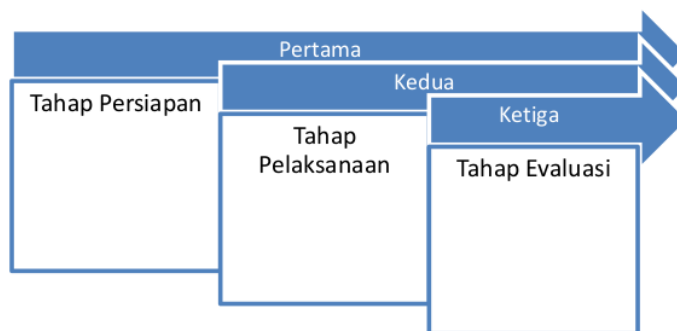 Pertama
Tahap Persiapan
Kedua
Tahap
Pelaksanaan
Ketiga
Tahap Evaluasi